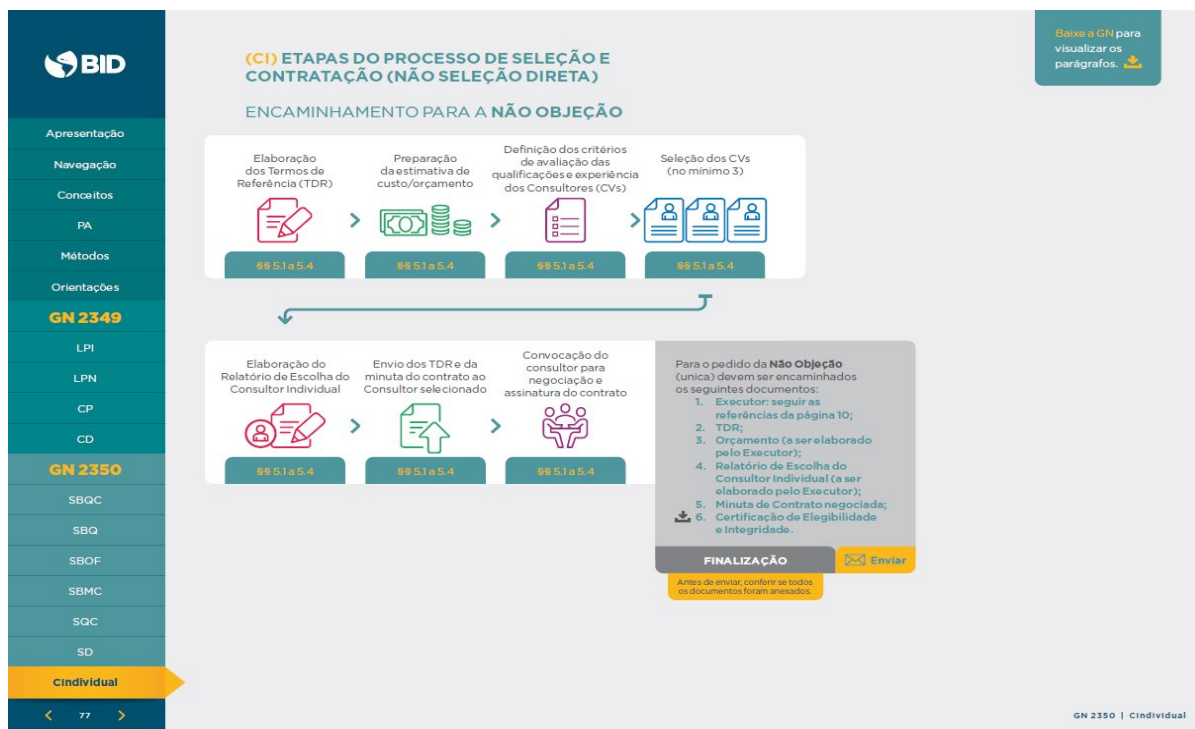 BID
Apresentação
Navegação
Conceitos
PA
Métodos
Orientações
GN 2349
LPI
LPN
CP
CD
GN 2350
SBQC
SBQ
SBOF
SBMC
SQC
SD
CIndividual
77
(CI) ETAPAS DO PROCESSO DE SELEÇÃO E
CONTRATAÇÃO (NÃO SELEÇÃO DIRETA)
ENCAMINHAMENTO PARA A NÃO OBJEÇÃO
Baixe a GN para
visualizar os
parágrafos.
Elaboração
dos Termos de
Referência (TDR)
§§ 5.1 a 5.4
Preparação
da estimativa de
custo/orçamento
§§ 5.1 a 5.4
Definição dos critérios
de avaliação das
qualificações e experiência
dos Consultores (CVs)
§§ 5.1 a 5.4
Seleção dos CVs
(no mínimo 3)
§§ 5.1 a 5.4
Elaboração do
Relatório de Escolha do
Consultor Individual
§§ 5.1 a 5.4
Envio dos TDR e da
minuta do contrato ao
Consultor selecionado
§§ 5.1 a 5.4
Convocação do
consultor para
negociação e
assinatura do contrato
§§ 5.1 a 5.4
Para o pedido da Não Objeção
(unica) devem ser encaminhados
os seguintes documentos:
1. Executor: seguir as
referências da página 10;
2. TDR;
3. Orçamento (a ser elaborado
pelo Executor);
4. Relatório de Escolha do
Consultor Individual (a ser
elaborado pelo Executor);
5. Minuta de Contrato negociada;
6. Certificação de Elegibilidade
e Integridade.
FINALIZAÇÃO
Enviar
Antes de enviar, conferir se todos
os documentos foram anexados.
GN 2350 | CIndividual